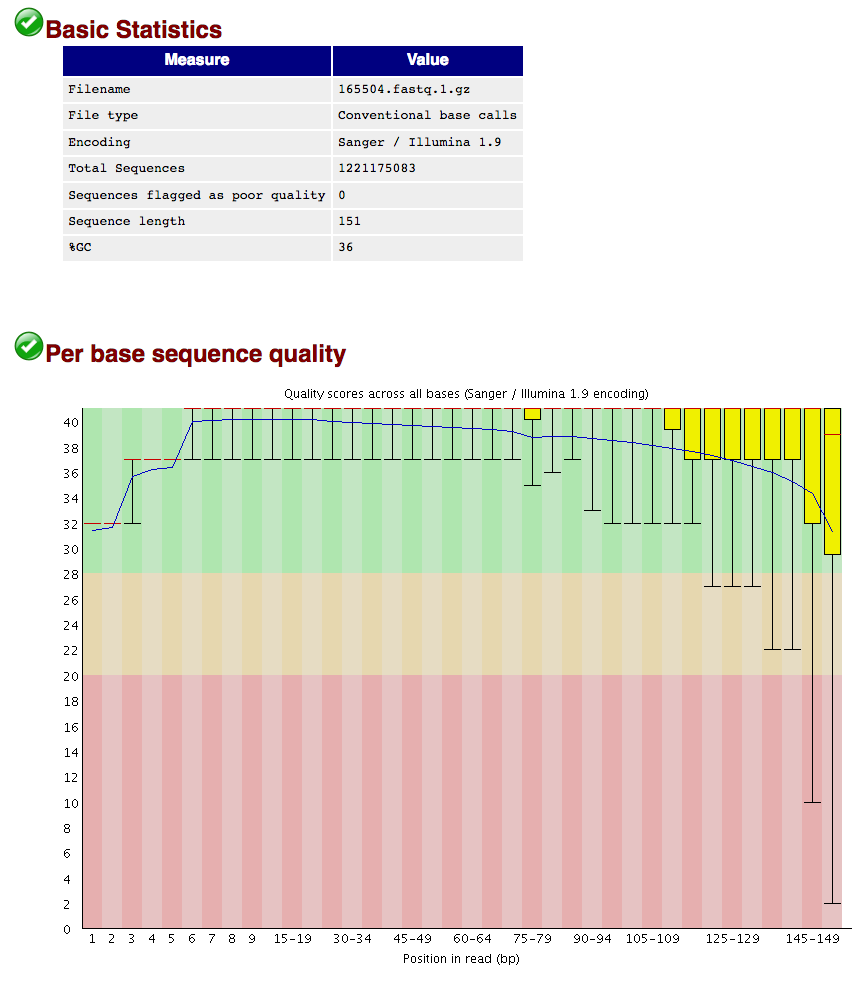 Basic Statistics
Measure Value
Filename 165504.fastq.1.gz
File type Conventional base calls
Encoding Sanger / Illumina 1.9
Total Sequences 1221175083
Sequences flagged as poor quality 0
Sequence length 151
%GC 36
Per base sequence quality
Quality scores across all bases (Sanger / Illumina 1.9 encoding)
40
38
36
34
32
30
28
26
24
22
20
18
16
14
12
10
8
6
4
2
0
1 2 3 4 5 6 7 8 9 15-19 30-34 45-49 60-64 75-79 90-94 105-109 125-129 145-149
Position in read (bp)